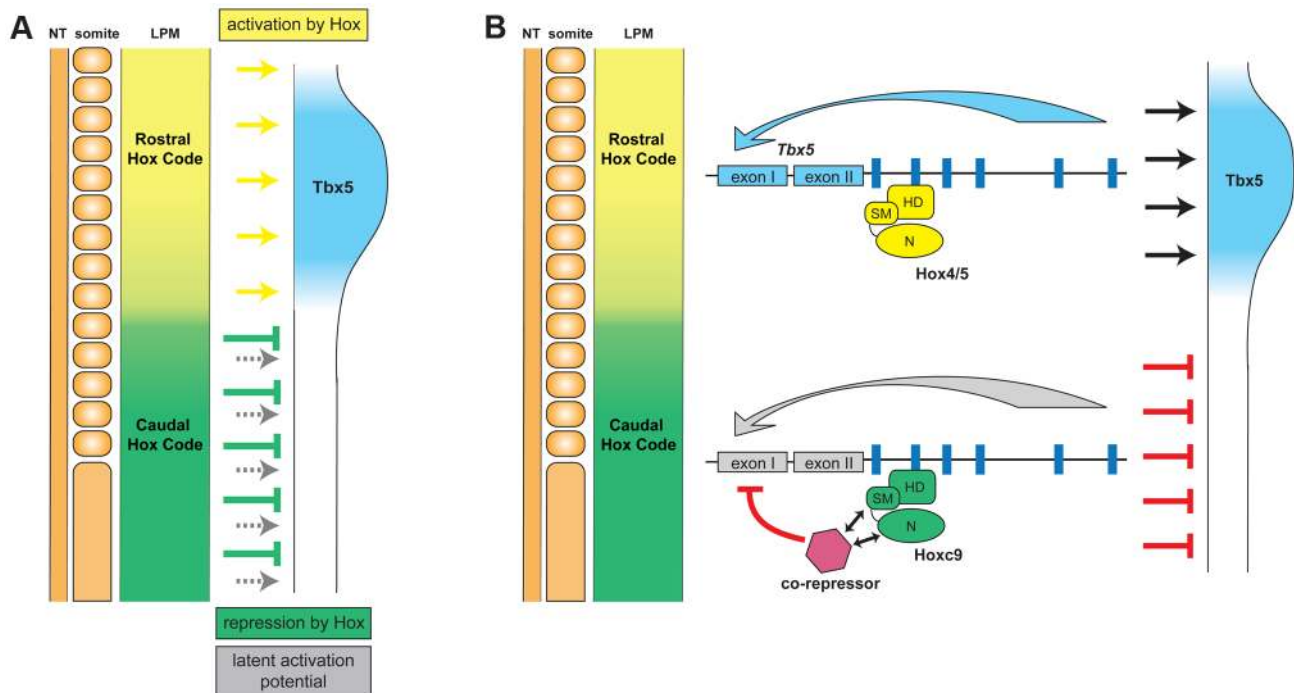 A
NT somite LPM
activation by Hox
Rostral
Hox Code
Tbx5
Caudal
Hox Code
repression by Hox
latent activation
potential
B
NT somite LPM
Rostral
Hox Code
Caudal
Hox Code
Tbx5
exon I exon II
SM HD
N
Hox4/5
Tbx5
exon I exon II
SM HD
N
Hoxc9
co-repressor